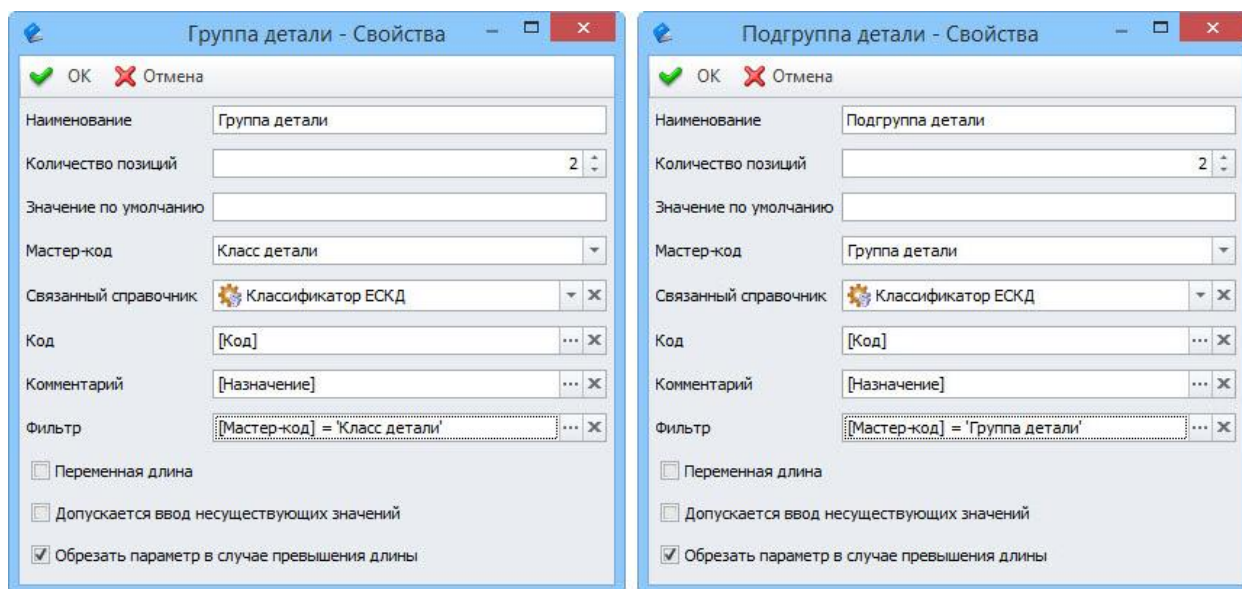 Группа детали - Свойства
ОК Отмена
Наименование Группа детали
Количество позиций 2
Значение по умолчанию
Мастер-код Класс детали
Связанный справочник Классификатор ЕСКД
Код [Код]
Комментарий [Назначение]
Фильтр [Мастер-код] = 'Класс детали'
Переменная длина
Допускается ввод несуществующих значений
Обрезать параметр в случае превышения длины
Подгруппа детали - Свойства
ОК Отмена
Наименование Подгруппа детали
Количество позиций 2
Значение по умолчанию
Мастер-код Группа детали
Связанный справочник Классификатор ЕСКД
Код [Код]
Комментарий [Назначение]
Фильтр [Мастер-код] = 'Группа детали'
Переменная длина
Допускается ввод несуществующих значений
Обрезать параметр в случае превышения длины